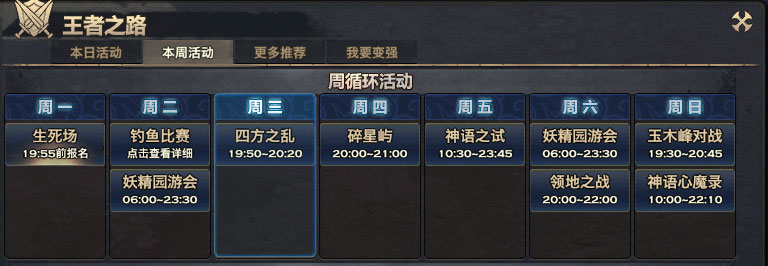 王者之路
本日活动 本周活动 更多推荐 我要变强
周循环活动
周一 周二 周三 周四 周五 周六 周日
生死场 钓鱼比赛 四方之乱 碎星屿 神语之试 妖精园游会 玉木峰对战
19:55前报名 点击查看详细 19:50~20:20 20:00~21:00 10:30~23:45 06:00~23:30 19:30~20:45
妖精园游会 领地之战 神语心魔录
06:00~23:30 20:00~22:00 10:00~22:10